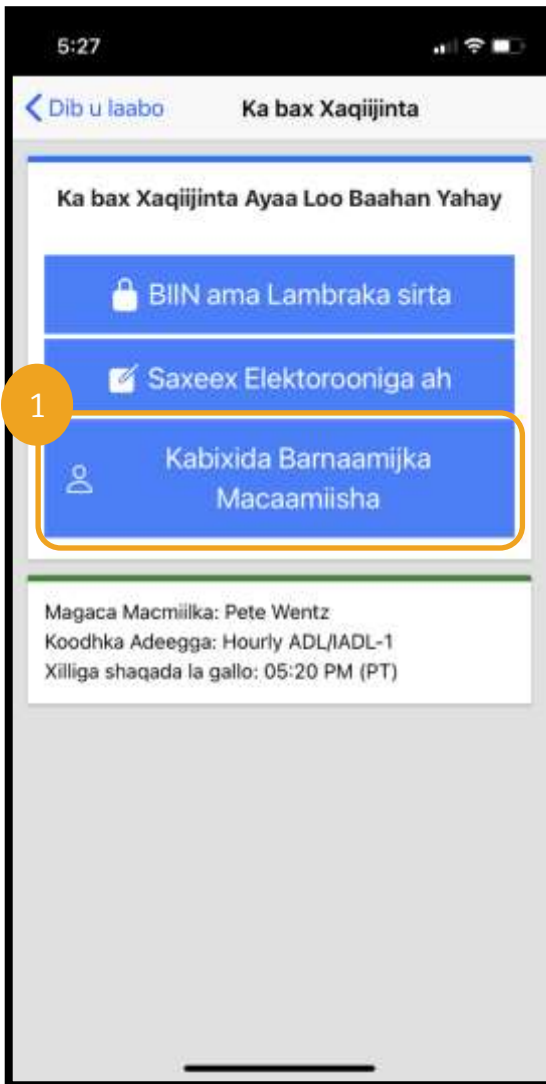 5:27
Dib u laabo Ka bax Xaqiijinta
Ka bax Xaqiijinta Ayaa Loo Baahan Yahay
BIIN ama Lambraka sirta
Saxeex Elektorooniga ah
1
Kabixida Barnaamijka
Macaamiisha
Magaca Macmiilka: Pete Wentz
Koodhka Adeegga: Hourly ADL/IADL-1
Xilliga shaqada la gallo: 05:20 PM (PT)